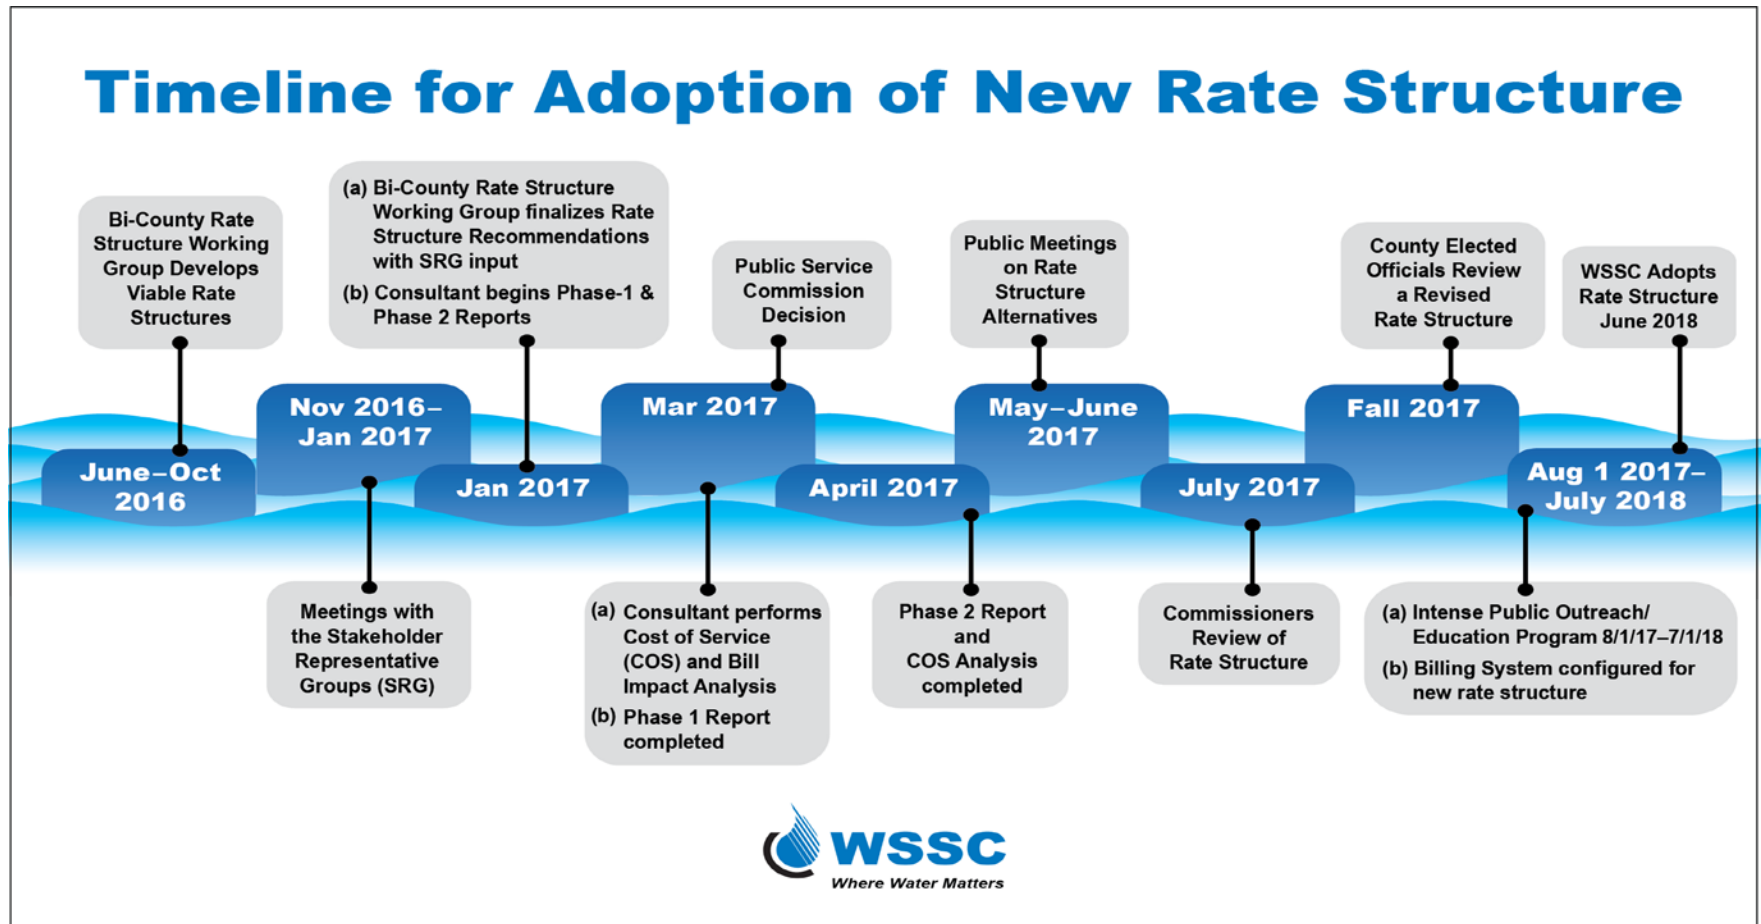 Timeline for Adoption of New Rate Structure
Bi-County Rate
Structure Working
Group Develops
Viable Rate
Structures
June–Oct
2016
Nov 2016–
Jan 2017
Meetings with
the Stakeholder
Representative
Groups (SRG)
(a) Bi-County Rate Structure
Working Group finalizes Rate
Structure Recommendations
with SRG input
(b) Consultant begins Phase-1 &
Phase 2 Reports
Jan 2017
Public Service
Commission
Decision
Mar 2017
(a) Consultant performs
Cost of Service
(COS) and Bill
Impact Analysis
(b) Phase 1 Report
completed
April 2017
Phase 2 Report
and
COS Analysis
completed
Public Meetings
on Rate
Structure
Alternatives
May–June
2017
July 2017
Commissioners
Review of
Rate Structure
County Elected
Officials Review
a Revised
Rate Structure
Fall 2017
WSSC Adopts
Rate Structure
June 2018
Aug 1 2017–
July 2018
(a) Intense Public Outreach/
Education Program 8/1/17–7/1/18
(b) Billing System configured for
new rate structure
WSSC
Where Water Matters